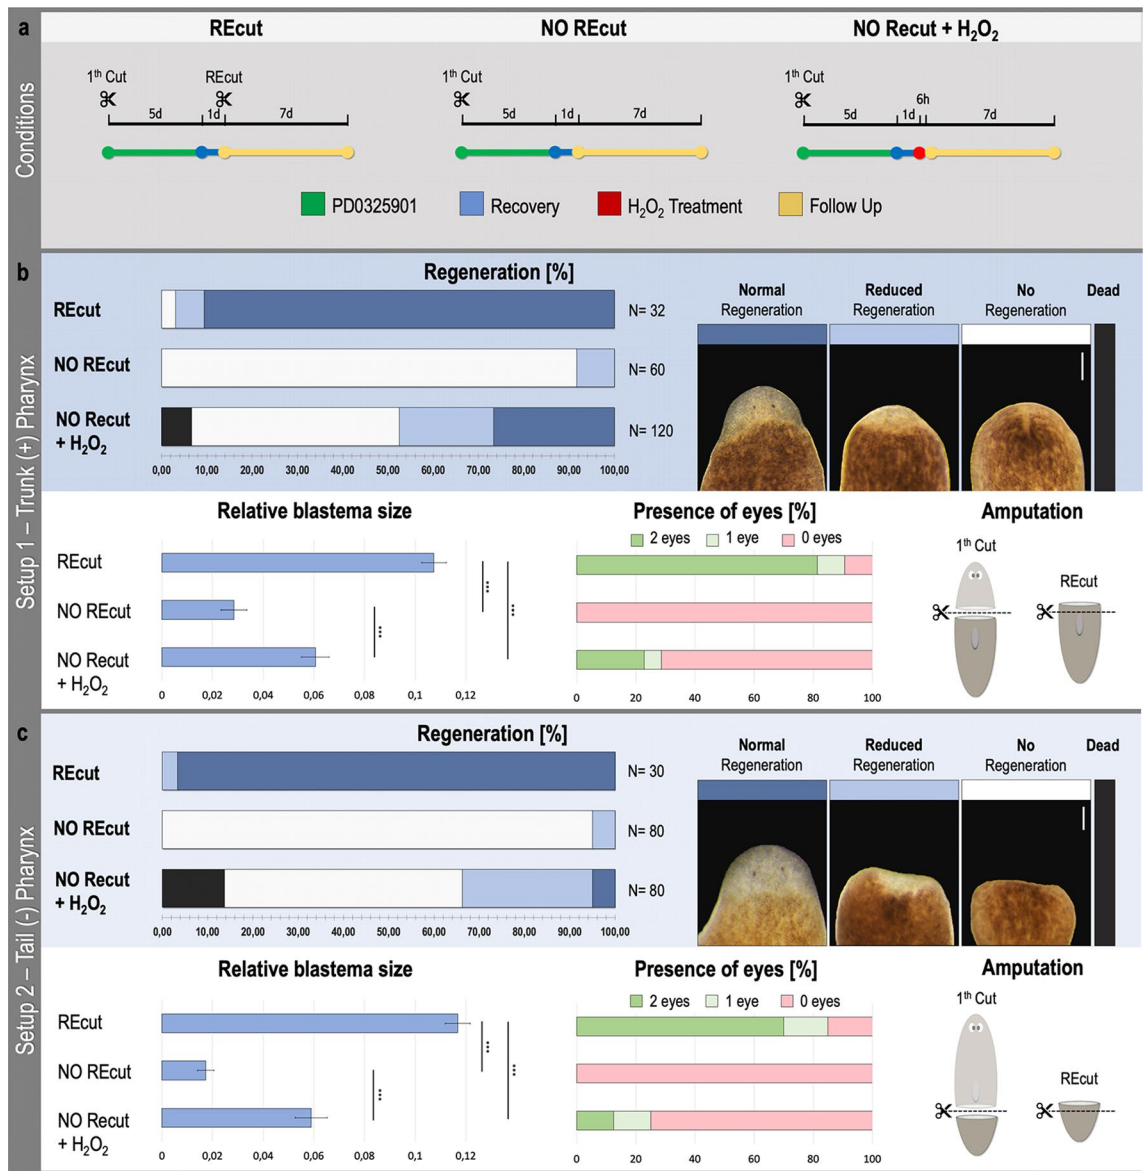 a
REcut
NO REcut
NO Recut + H₂O₂
Conditions
1th Cut
REcut
5d
1d
7d
1th Cut
5d
1d
7d
1th Cut
6h
5d
1d
7d
PD0325901
Recovery
H₂O₂ Treatment
Follow Up
Setup 1 – Trunk (+) Pharynx
b
Regeneration [%]
REcut
N= 32
NO REcut
N= 60
NO Recut
+ H₂O₂
N= 120
0,00 10,00 20,00 30,00 40,00 50,00 60,00 70,00 80,00 90,00 100,00
Normal
Regeneration
Reduced
Regeneration
No
Regeneration
Dead
Relative blastema size
REcut
NO REcut
NO Recut
+ H₂O₂
***
***
***
0 0,02 0,04 0,06 0,08 0,1 0,12
Presence of eyes [%]
2 eyes 1 eye 0 eyes
0 20 40 60 80 100
Amputation
1th Cut
REcut
Setup 2 – Tail (-) Pharynx
c
Regeneration [%]
REcut
N= 30
NO REcut
N= 80
NO Recut
+ H₂O₂
N= 80
0,00 10,00 20,00 30,00 40,00 50,00 60,00 70,00 80,00 90,00 100,00
Normal
Regeneration
Reduced
Regeneration
No
Regeneration
Dead
Relative blastema size
REcut
NO REcut
NO Recut
+ H₂O₂
***
***
***
0 0,02 0,04 0,06 0,08 0,1 0,12
Presence of eyes [%]
2 eyes 1 eye 0 eyes
0 20 40 60 80 100
Amputation
1th Cut
REcut